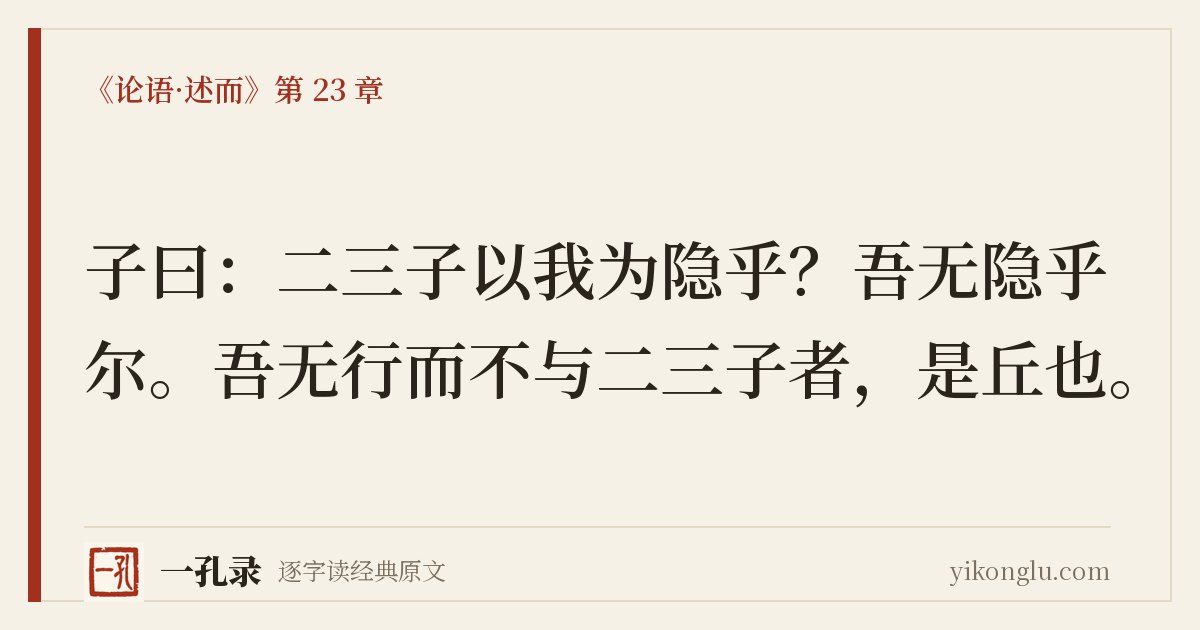 《论语·述而》第 23 章
子曰：二三子以我为隐乎？吾无隐乎
尔。吾无行而不与二三子者，是丘也。
一孔
一孔录 逐字读经典原文 yikonglu.com